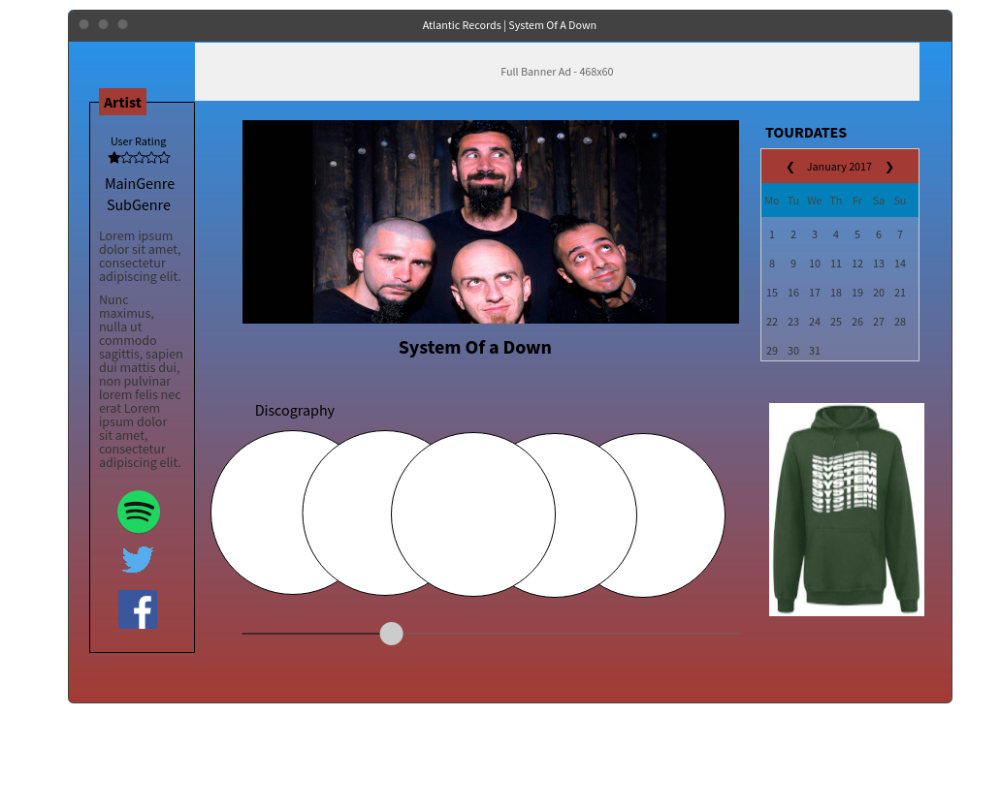 Atlantic Records | System Of A Down
Full Banner Ad - 468x60
Artist
User Rating
MainGenre
SubGenre
Lorem ipsum
dolor sit amet,
consectetur
adipiscing elit.
Nunc
maximus,
nulla ut
commodo
sagittis, sapien
dui mattis dui,
non pulvinar
lorem felis nec
erat Lorem
ipsum dolor
sit amet,
consectetur
adipiscing elit.
System Of a Down
Discography
TOURDATES
❮ January 2017 ❯
Mo Tu We Th Fr Sa Su
1 2 3 4 5 6 7
8 9 10 11 12 13 14
15 16 17 18 19 20 21
22 23 24 25 26 27 28
29 30 31
SYSTEM
SYSTEM
SYSTEM
SYSTEM
SYSTEM